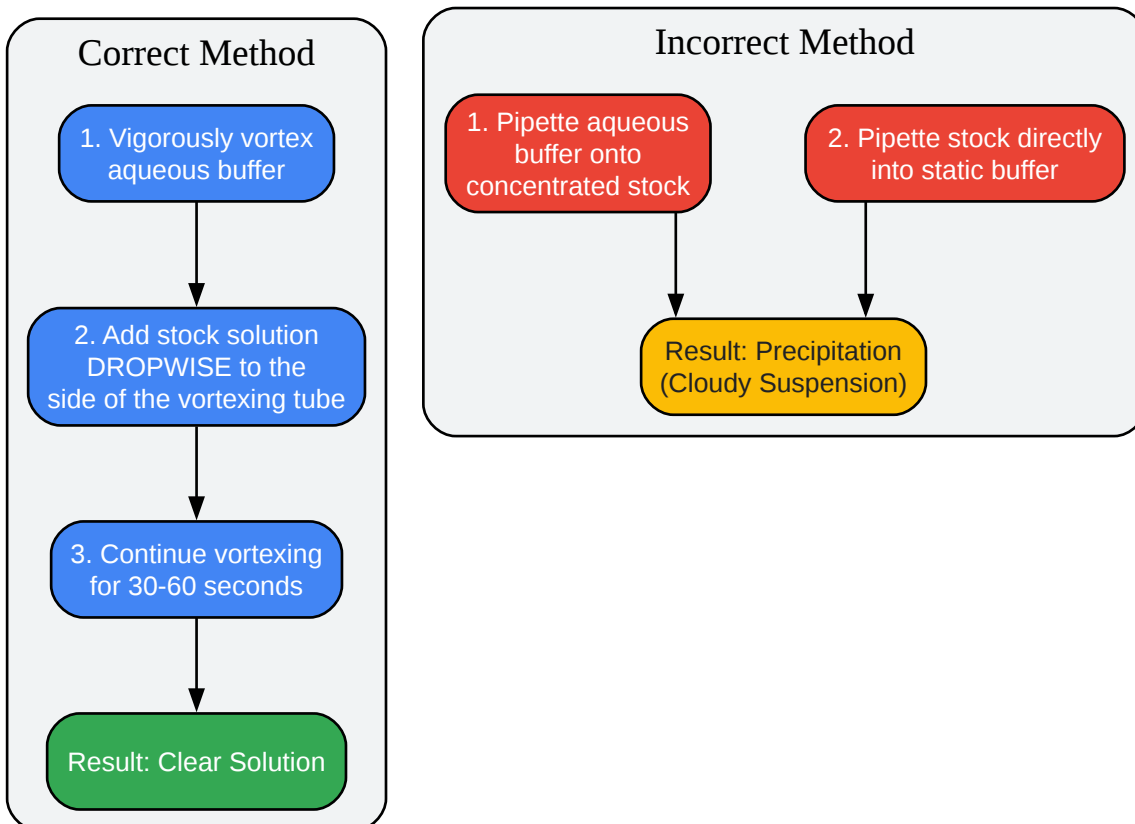 Correct Method
1. Vigorously vortex
aqueous buffer
2. Add stock solution
DROPWISE to the
side of the vortexing tube
3. Continue vortexing
for 30-60 seconds
Result: Clear Solution
Incorrect Method
1. Pipette aqueous
buffer onto
concentrated stock
2. Pipette stock directly
into static buffer
Result: Precipitation
(Cloudy Suspension)